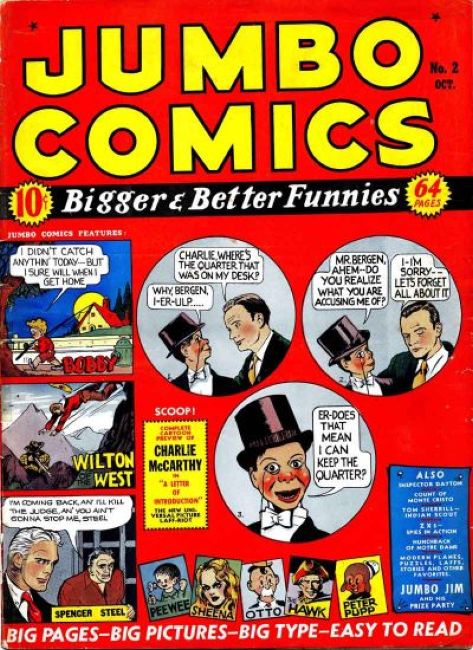 JUMBO
COMICS
No. 2
OCT.
10¢
Bigger & Better Funnies
64
PAGES
JUMBO COMICS FEATURES:
I DIDN'T CATCH
ANYTHIN' TODAY--BUT
I SURE WILL WHEN I
GET HOME
BOBBY
WILTON
OF THE
WEST
I'M COMING BACK, AN' I'LL KILL
THE JUDGE, AN' YOU AIN'T
GONNA STOP ME, STEEL
SPENCER STEEL
CHARLIE, WHERE'S
THE QUARTER THAT
WAS ON MY DESK?
WHY, BERGEN,
I-ER-ULP.....
MR. BERGEN,
AHEM--DO
YOU REALIZE
WHAT YOU ARE
ACCUSING ME OF?
I-I'M
SORRY--
LET'S FORGET
ALL ABOUT IT
ER-DOES
THAT
MEAN
I CAN
KEEP THE
QUARTER?
SCOOP!
COMPLETE
CARTOON
PREVIEW OF
CHARLIE
McCARTHY
IN
"A LETTER
OF
INTRODUCTION"
THE NEW UNI-
VERSAL PICTURE
LAFF-RIOT
ALSO
INSPECTOR DAYTON
COUNT OF
MONTE CRISTO
TOM SHERRILL--
INDIAN SCOUT
ZX5
SPIES IN ACTION
HUNCHBACK
OF NOTRE DAME
MODERN PLANES,
PUZZLES, LAFFS,
STORIES AND OTHER
FAVORITES.
JUMBO JIM
AND HIS
PRIZE PARTY
PEEWEE
SHEENA
OTTO
THE HAWK
PETER
PUPP
BIG PAGES—BIG PICTURES—BIG TYPE—EASY TO READ